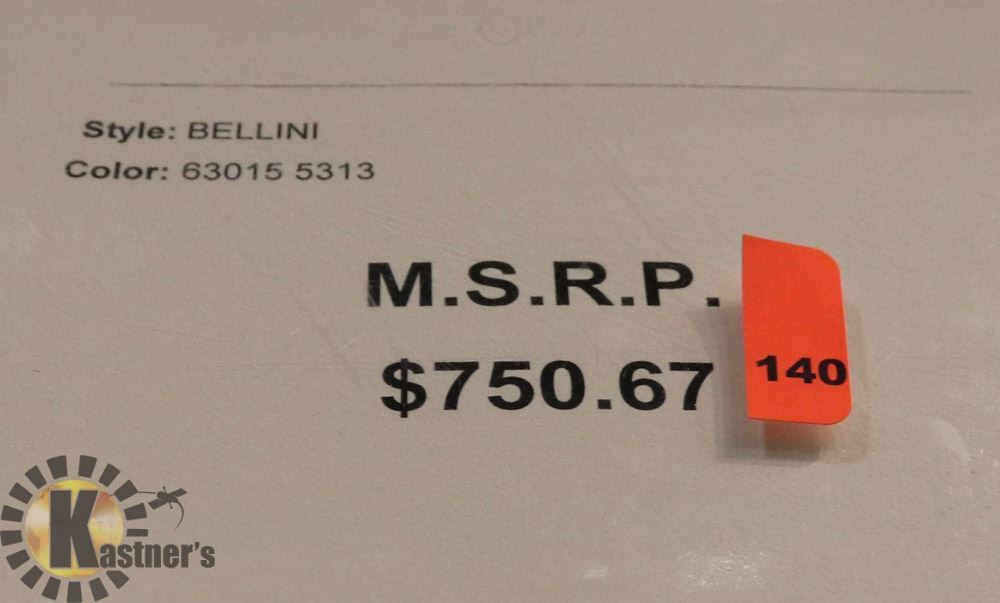 Style: BELLINI
Color: 63015 5313
M.S.R.P.
$750.67
140
Kastner's